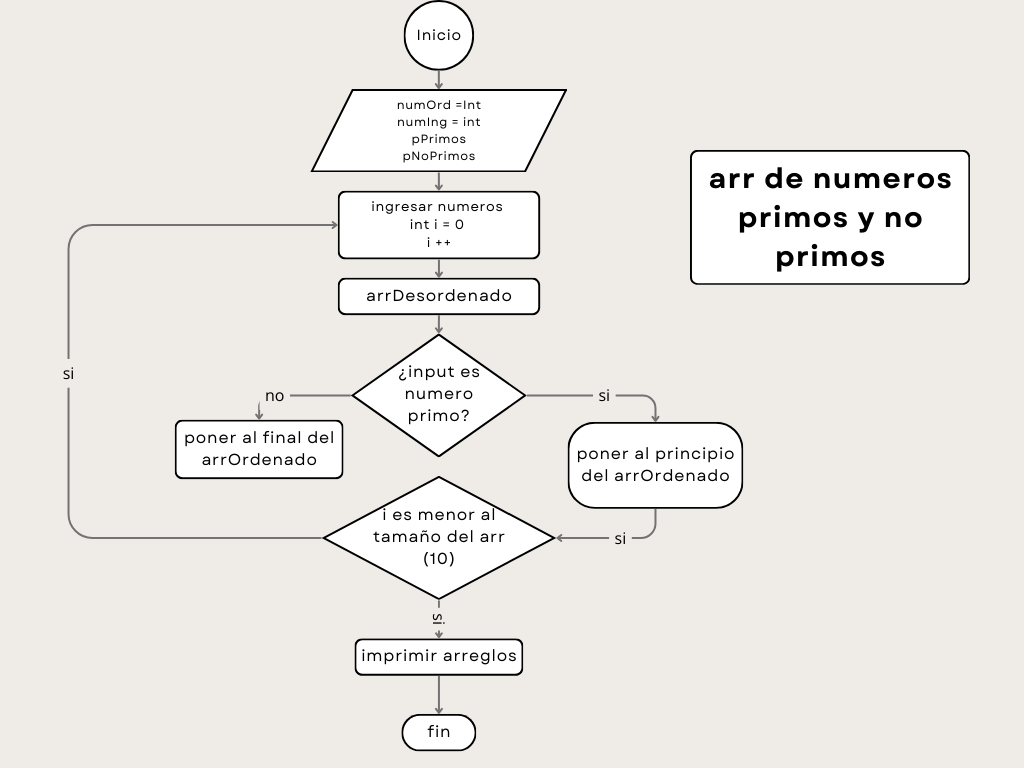 Inicio
numOrd =Int
numIng = int
pPrimos
pNoPrimos
arr de numeros
primos y no
primos
ingresar numeros
int i = 0
i ++
arrDesordenado
¿input es
numero
primo?
no
si
si
poner al final del
arrOrdenado
poner al principio
del arrOrdenado
i es menor al
tamaño del arr
(10)
si
si
imprimir arreglos
fin